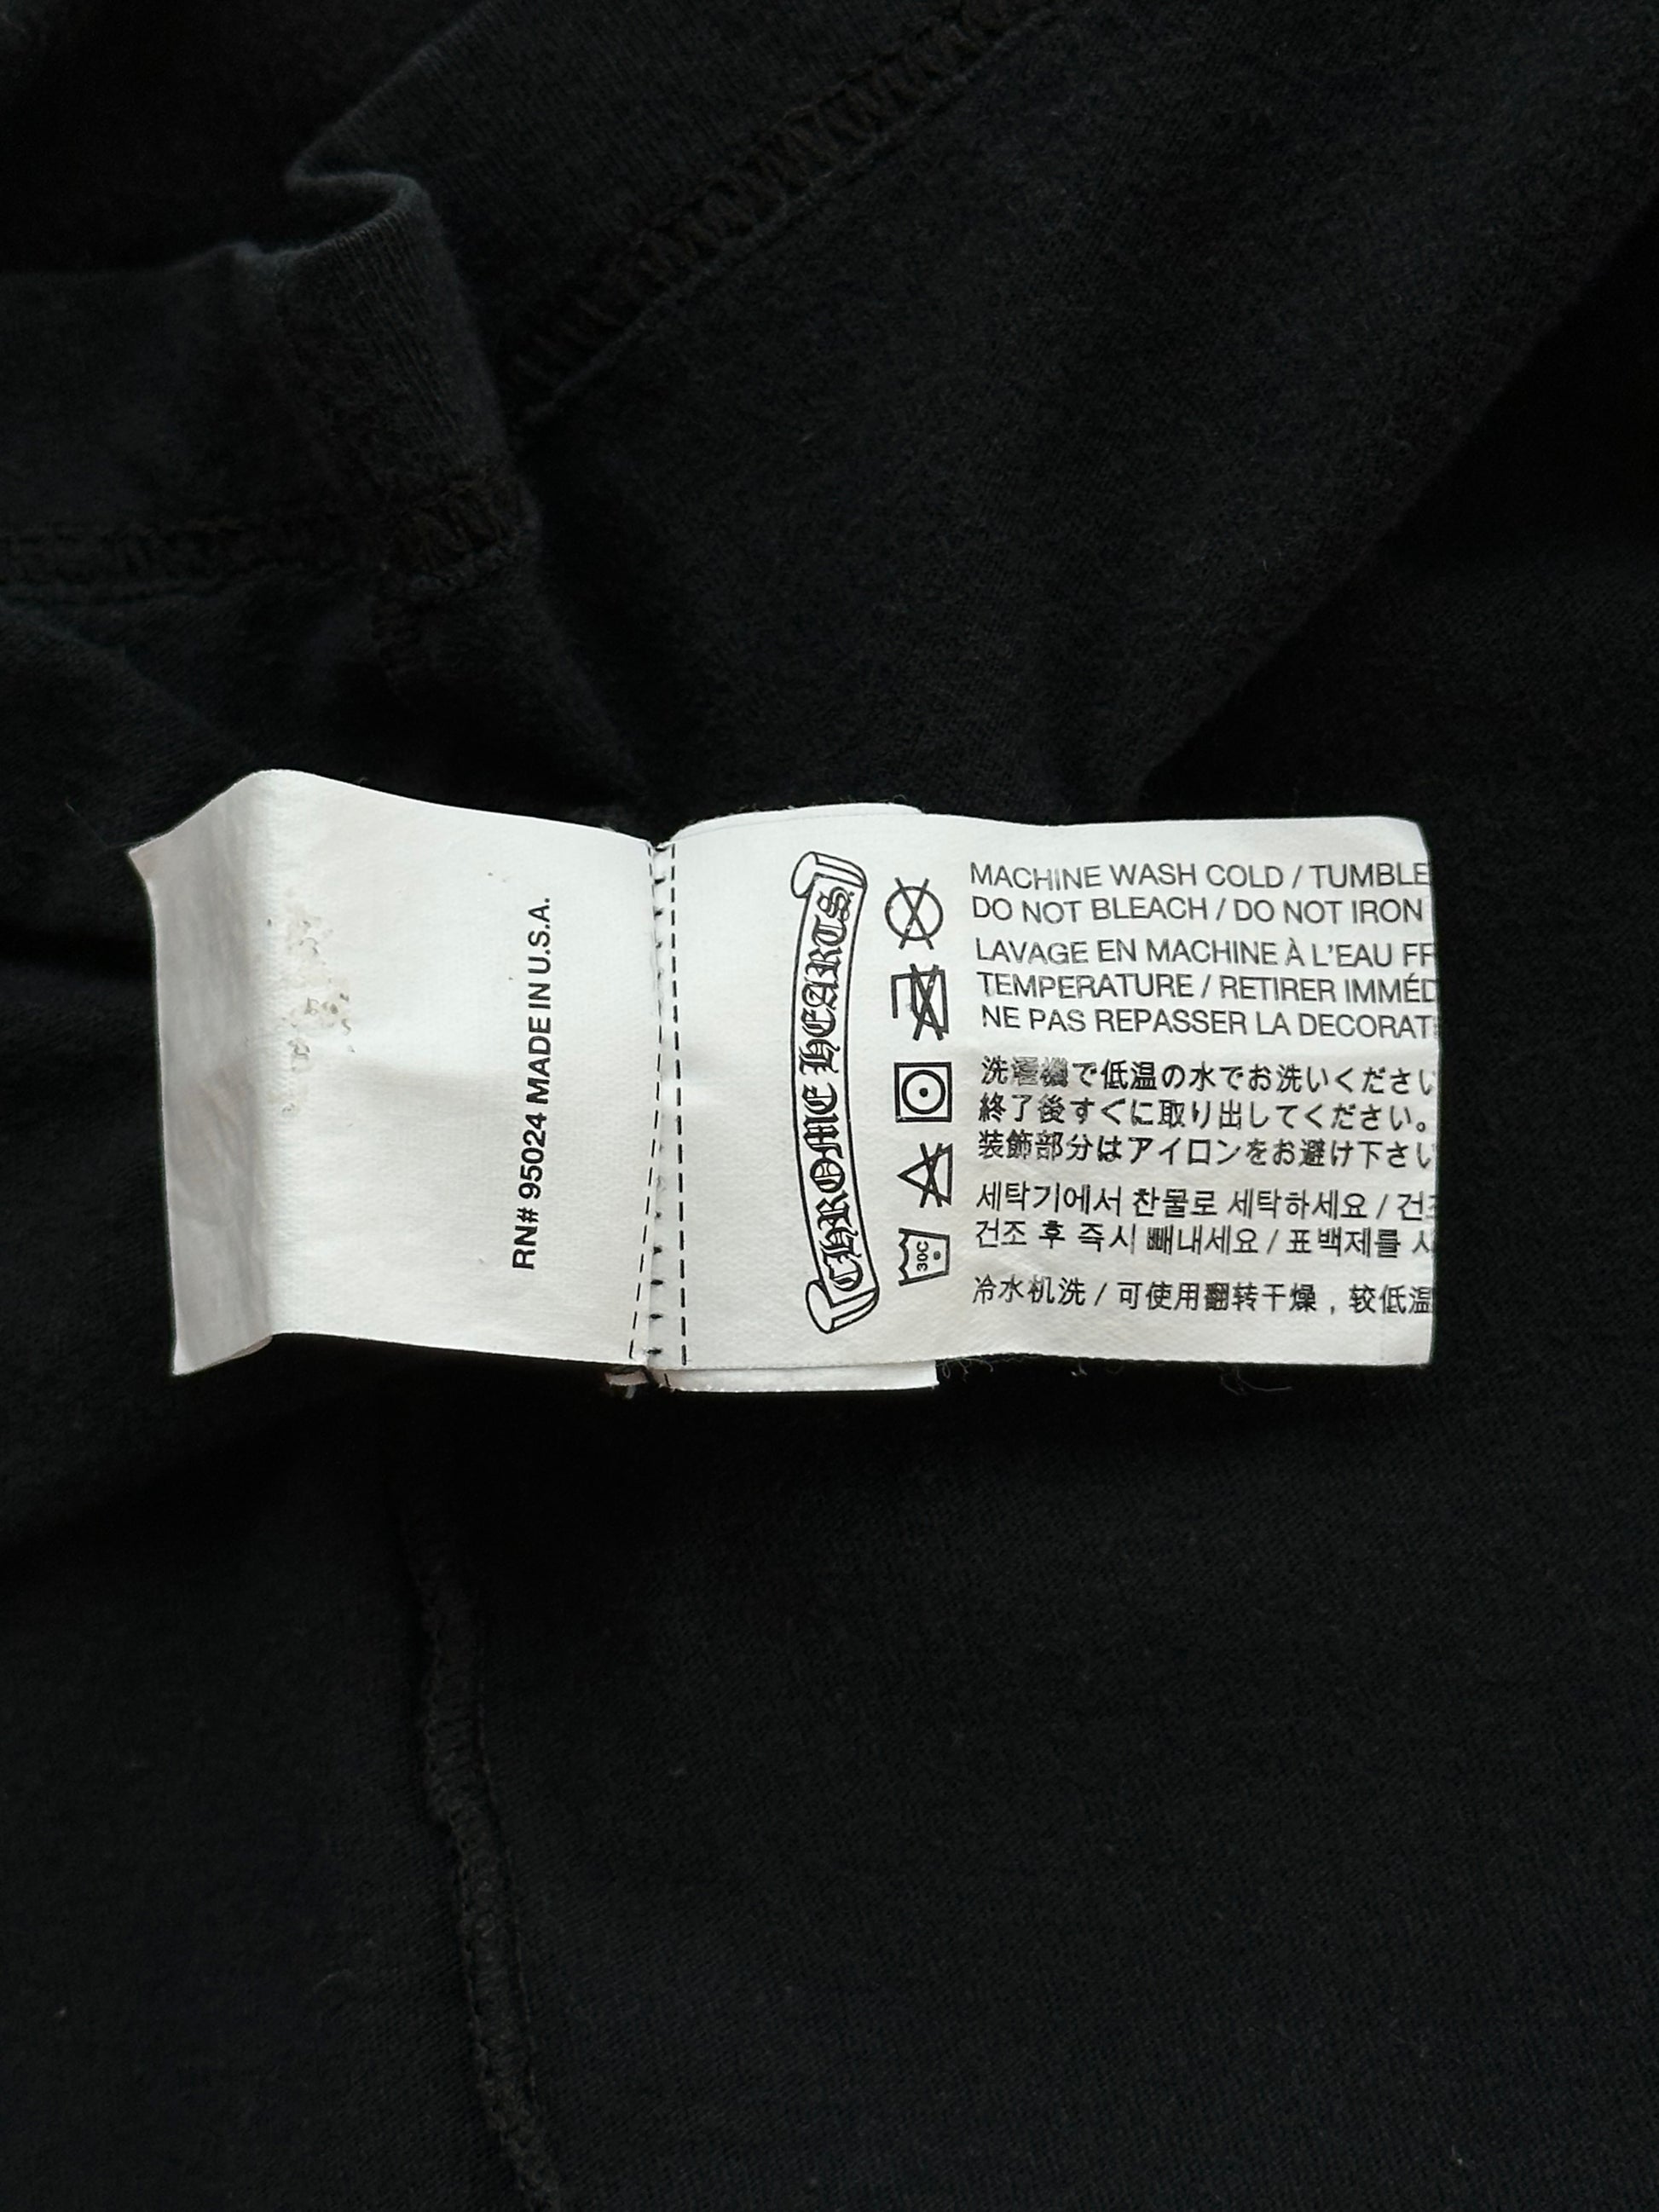 RN# 95024 MADE IN U.S.A.
CHROME HEARTS
30C
MACHINE WASH COLD / TUMBLE
DO NOT BLEACH / DO NOT IRON
LAVAGE EN MACHINE À L'EAU FR
TEMPERATURE / RETIRER IMMÉD
NE PAS REPASSER LA DECORAT
洗濯機で低温の水でお洗いくださ
終了後すぐに取り出してください。
装飾部分はアイロンをお避け下さ
세탁기에서 찬물로 세탁하세요 / 건조
건조 후 즉시 빼내세요 / 표백제를 사
冷水机洗 / 可使用翻转干燥，较低温